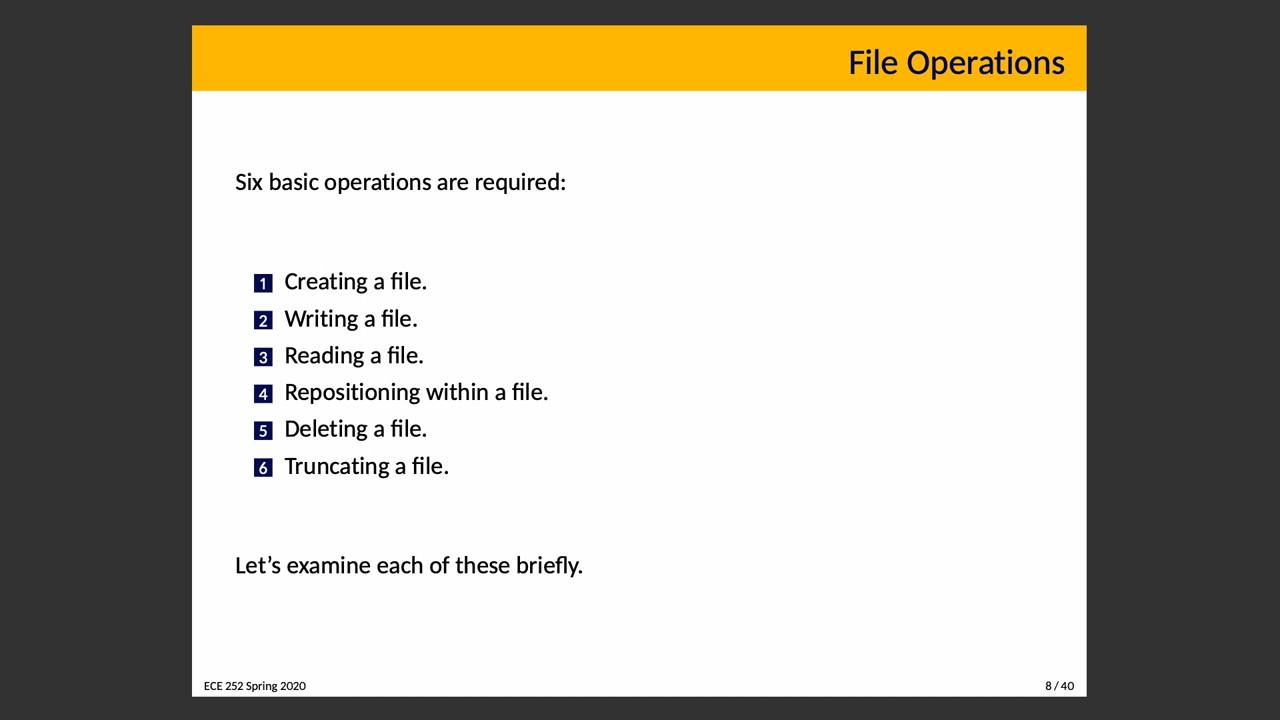 File Operations
Six basic operations are required:
1 Creating a file.
2 Writing a file.
3 Reading a file.
4 Repositioning within a file.
5 Deleting a file.
6 Truncating a file.
Let's examine each of these briefly.
ECE 252 Spring 2020
8 / 40